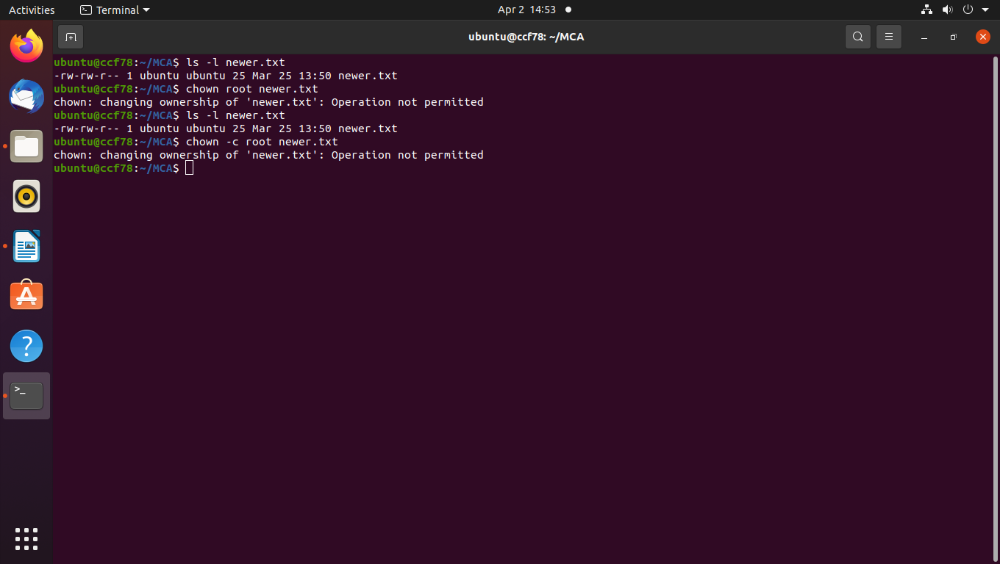 Activities
Terminal
Apr 2 14:53
ubuntu@ccf78: ~/MCA
ubuntu@ccf78:~/MCA$ ls -l newer.txt
-rw-rw-r-- 1 ubuntu ubuntu 25 Mar 25 13:50 newer.txt
ubuntu@ccf78:~/MCA$ chown root newer.txt
chown: changing ownership of 'newer.txt': Operation not permitted
ubuntu@ccf78:~/MCA$ ls -l newer.txt
-rw-rw-r-- 1 ubuntu ubuntu 25 Mar 25 13:50 newer.txt
ubuntu@ccf78:~/MCA$ chown -c root newer.txt
chown: changing ownership of 'newer.txt': Operation not permitted
ubuntu@ccf78:~/MCA$